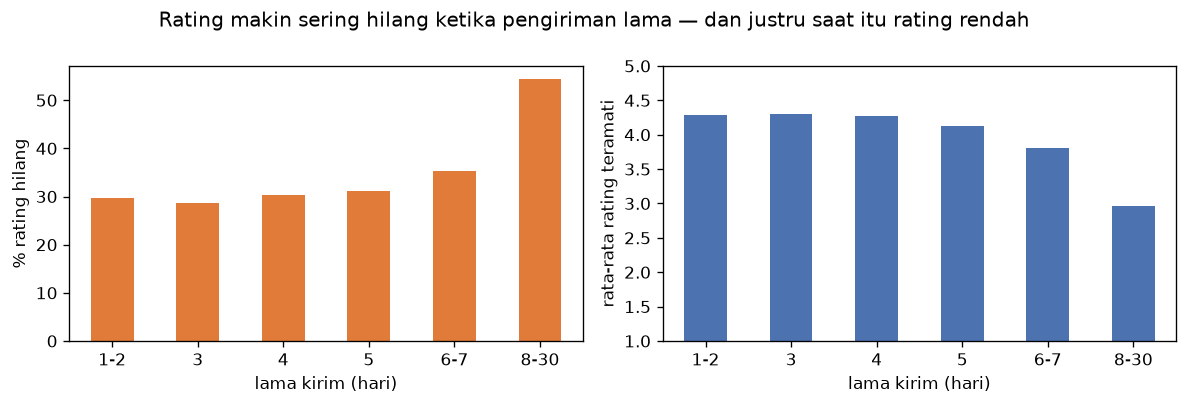 Rating makin sering hilang ketika pengiriman lama — dan justru saat itu rating rendah
% rating hilang
50
40
30
20
10
0
1-2 3 4 5 6-7 8-30
lama kirim (hari)
rata-rata rating teramati
5.0
4.5
4.0
3.5
3.0
2.5
2.0
1.5
1.0
1-2 3 4 5 6-7 8-30
lama kirim (hari)